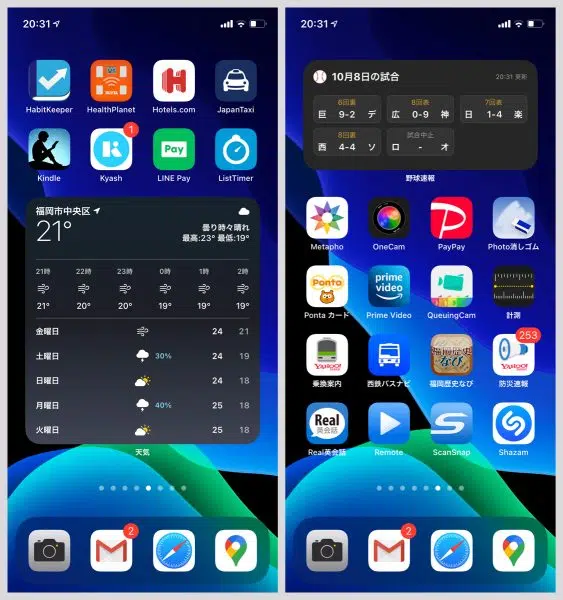 20:31
HabitKeeper HealthPlanet Hotels.com JapanTaxi
1
Pay
Kindle Kyash LINE Pay ListTimer
福岡市中央区
21°
曇り時々晴れ
最高:23° 最低:19°
21時 22時 23時 0時 1時 2時
21° 20° 20° 19° 19° 19°
金曜日 24 21
土曜日 30% 24 19
日曜日 24 18
月曜日 40% 25 18
火曜日 25 18
天気
2
20:31
10月8日の試合 20:31 更新
6回裏 8回表 7回表
巨 9-2 デ 広 0-9 神 日 1-4 楽
8回裏 試合中止
西 4-4 ソ ロ - オ
野球速報
Metapho OneCam PayPay Photo消しゴム
Ponta prime video
Ponta カード Prime Video QueuingCam 計測
253
YAHOO! 福岡歴史なび YAHOO!
乗換案内 西鉄バスナビ 福岡歴史なび 防災速報
Real 英会話
Real英会話 Remote ScanSnap Shazam
2